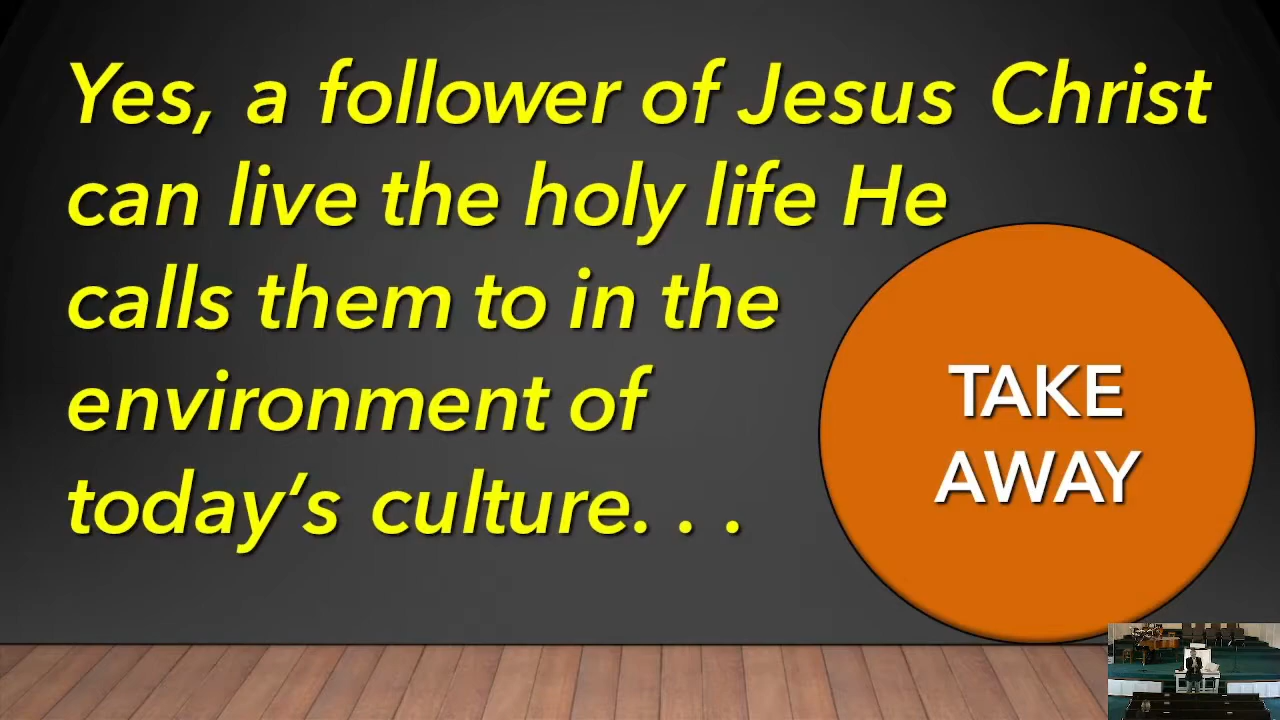 Yes, a follower of Jesus Christ
can live the holy life He
calls them to in the
environment of
today's culture. . .
TAKE
AWAY